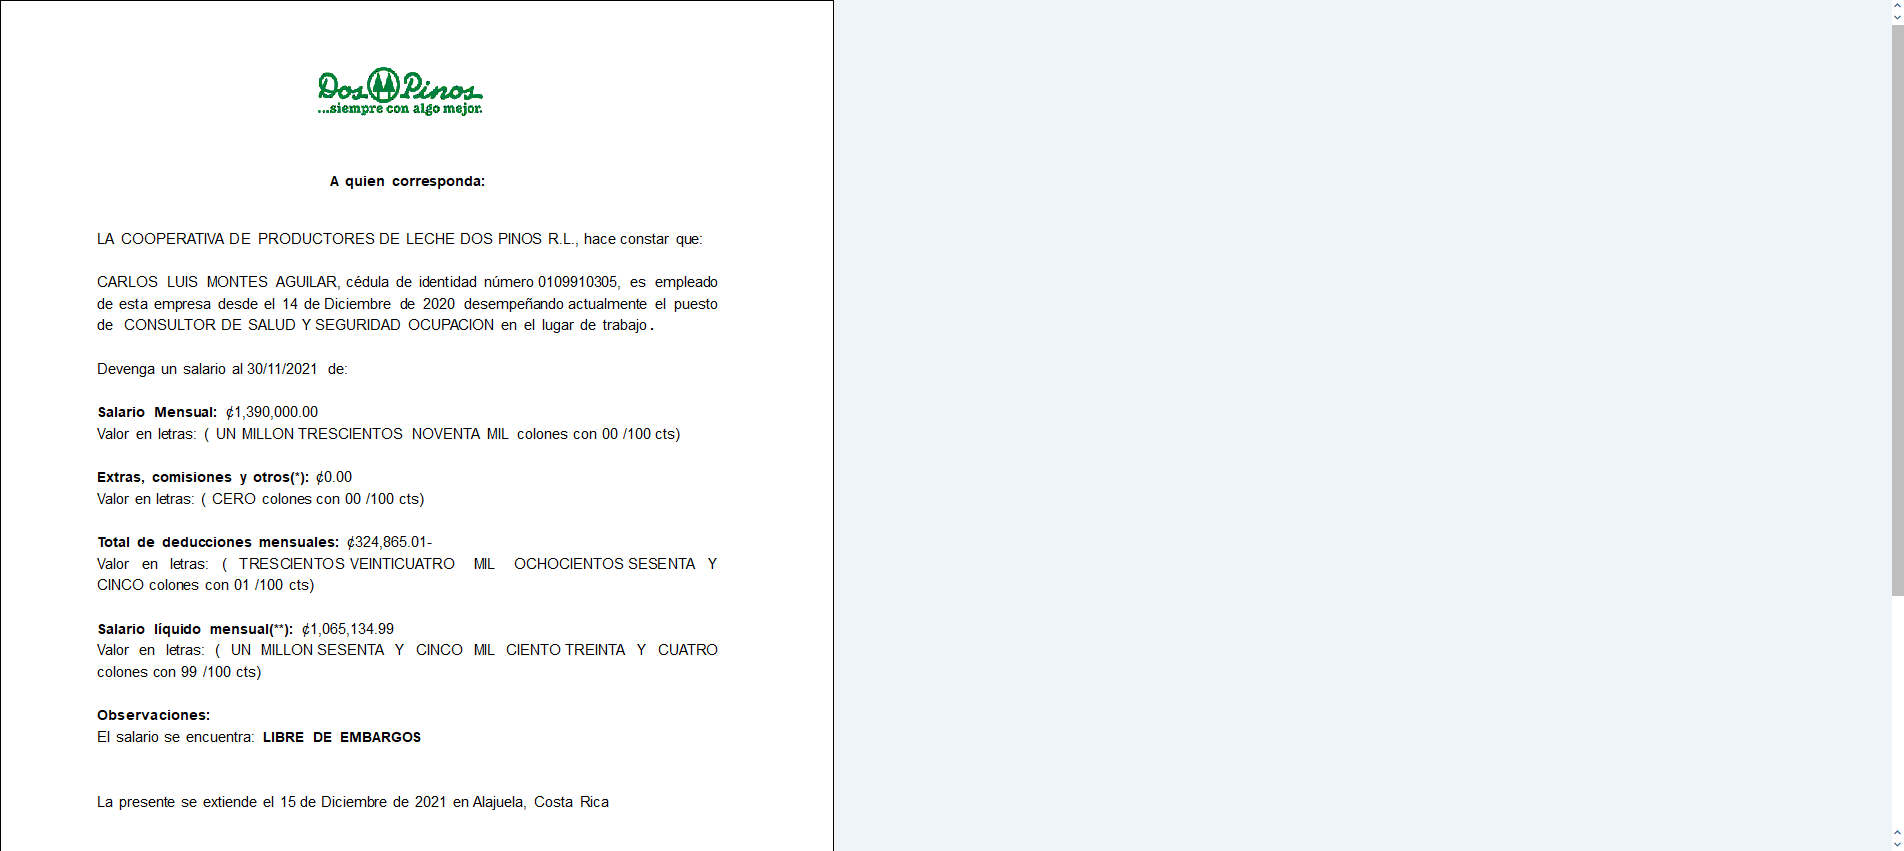 Dos Pinos
...siempre con algo mejor.
A quien corresponda:
LA COOPERATIVA DE PRODUCTORES DE LECHE DOS PINOS R.L., hace constar que:
CARLOS LUIS MONTES AGUILAR, cédula de identidad número 0109910305, es empleado
de esta empresa desde el 14 de Diciembre de 2020 desempeñando actualmente el puesto
de CONSULTOR DE SALUD Y SEGURIDAD OCUPACION en el lugar de trabajo.
Devenga un salario al 30/11/2021 de:
Salario Mensual: ¢1,390,000.00
Valor en letras: ( UN MILLON TRESCIENTOS NOVENTA MIL colones con 00 /100 cts)
Extras, comisiones y otros(*): ¢0.00
Valor en letras: ( CERO colones con 00 /100 cts)
Total de deducciones mensuales: ¢324,865.01-
Valor en letras: ( TRESCIENTOS VEINTICUATRO MIL OCHOCIENTOS SESENTA Y
CINCO colones con 01 /100 cts)
Salario líquido mensual(**): ¢1,065,134.99
Valor en letras: ( UN MILLON SESENTA Y CINCO MIL CIENTO TREINTA Y CUATRO
colones con 99 /100 cts)
Observaciones:
El salario se encuentra: LIBRE DE EMBARGOS
La presente se extiende el 15 de Diciembre de 2021 en Alajuela, Costa Rica